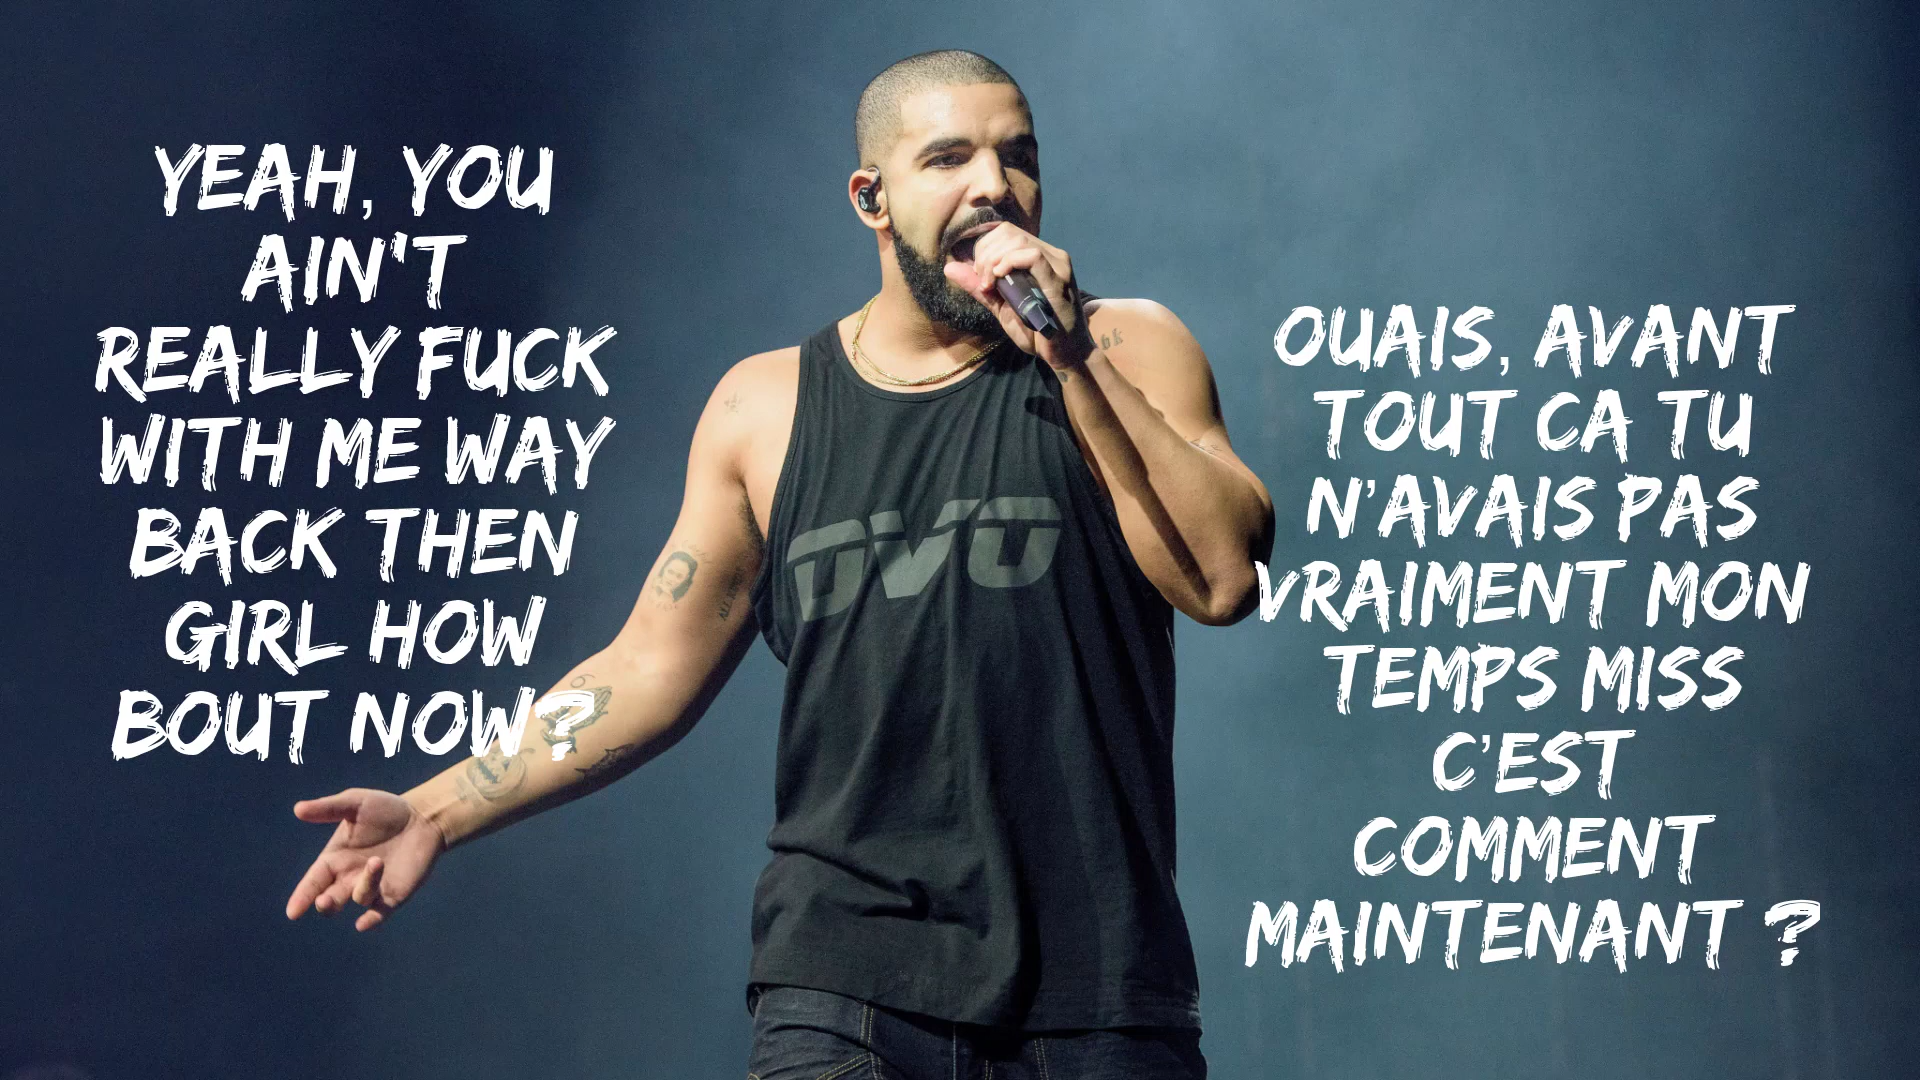 YEAH, YOU
AIN'T
REALLY FUCK
WITH ME WAY
BACK THEN
GIRL HOW
BOUT NOW?
OUAIS, AVANT
TOUT CA TU
N'AVAIS PAS
VRAIMENT MON
TEMPS MISS
C'EST
COMMENT
MAINTENANT ?
OVO